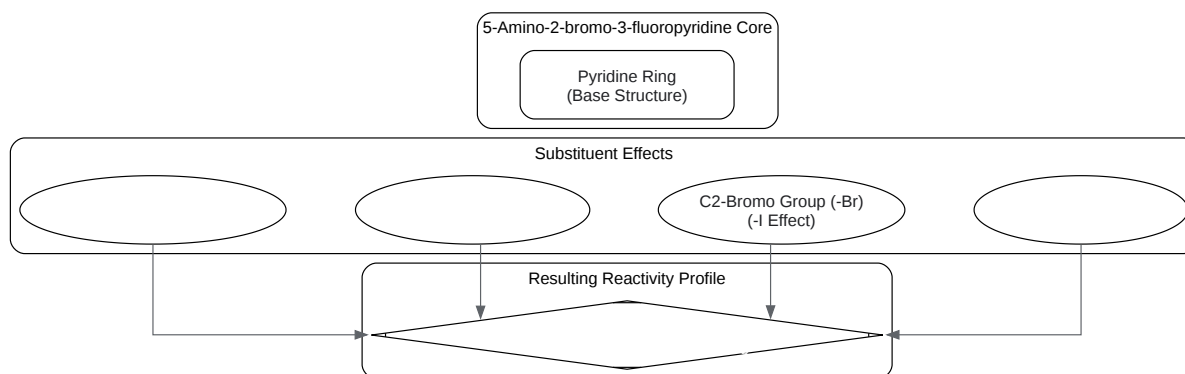 5-Amino-2-bromo-3-fluoropyridine Core
Pyridine Ring
(Base Structure)
Substituent Effects
C2-Bromo Group (-Br)
(-I Effect)
Resulting Reactivity Profile